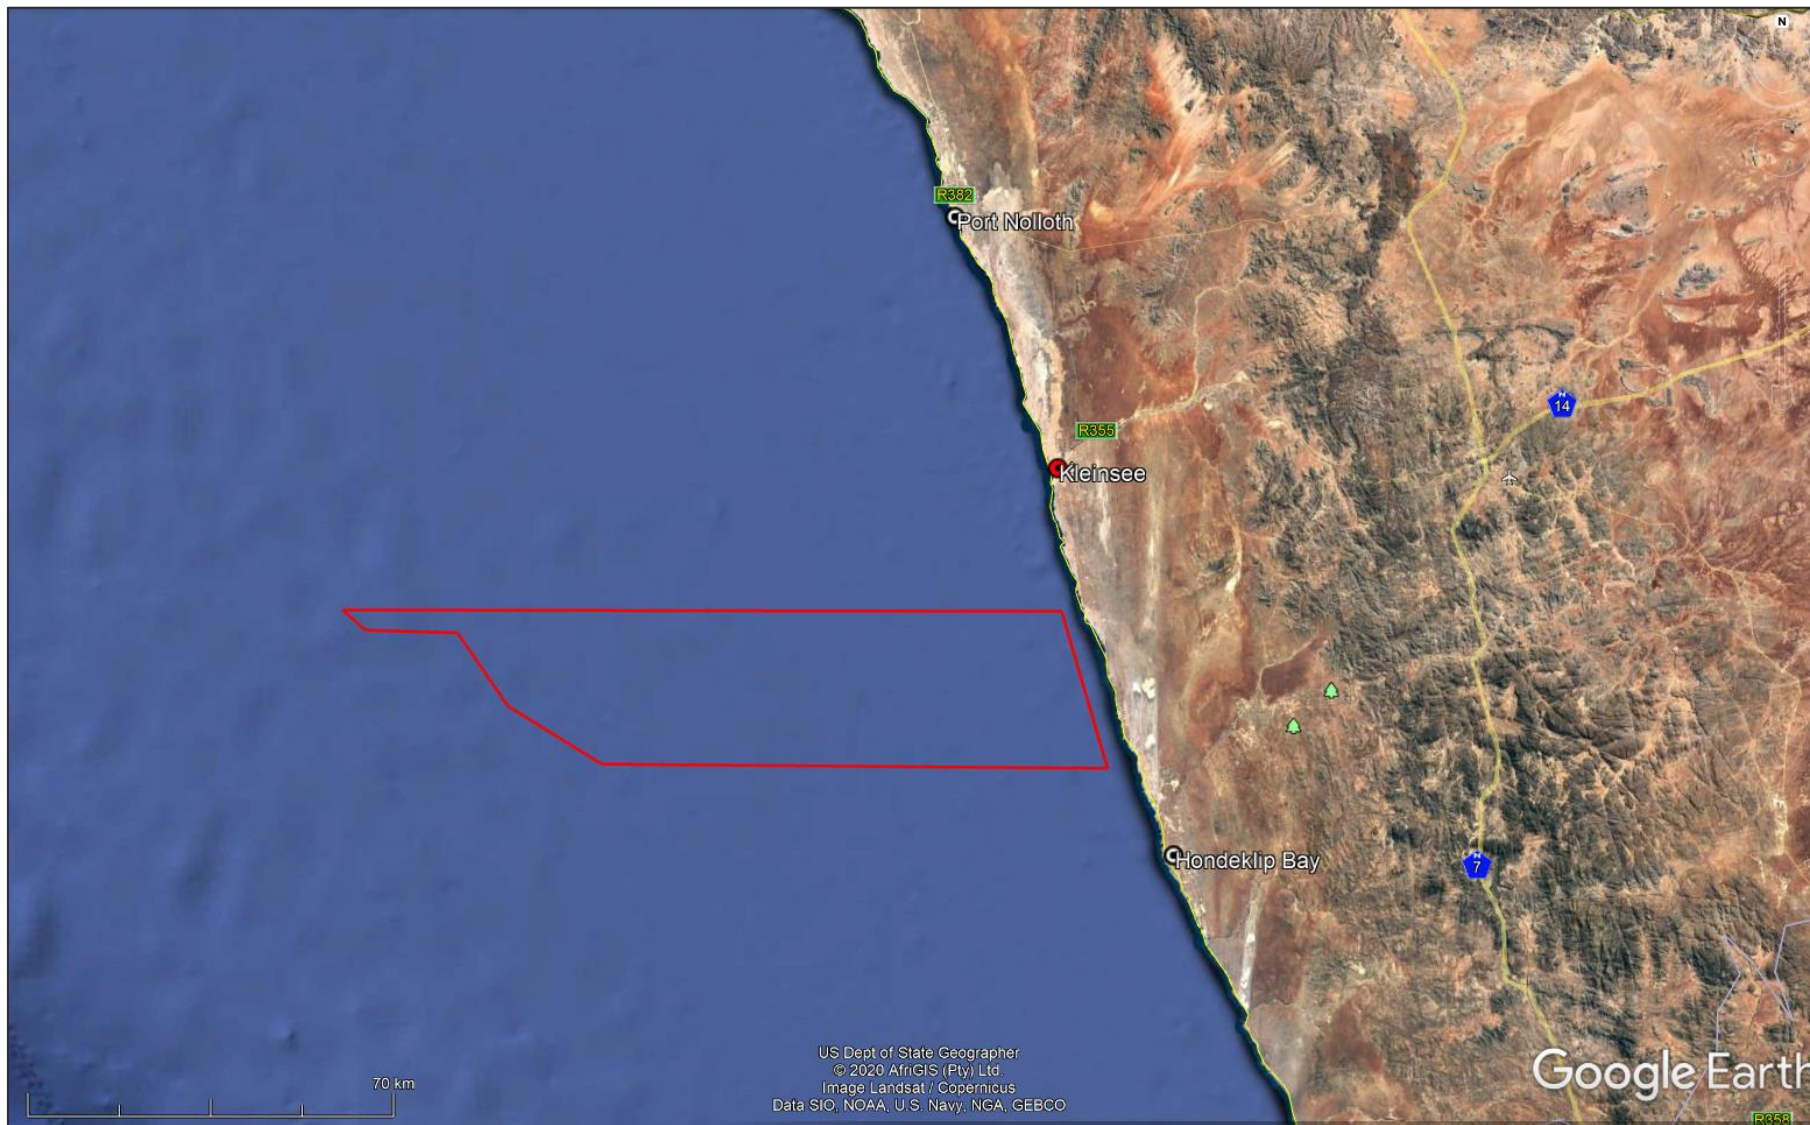 N
R382
Port Nolloth
14
R355
Kleinsee
N
7
Hondeklip Bay
US Dept of State Geographer
© 2020 AfriGIS (Pty) Ltd.
Image Landsat / Copernicus
Data SIO, NOAA, U.S. Navy, NGA, GEBCO
70 km
Google Earth
R358